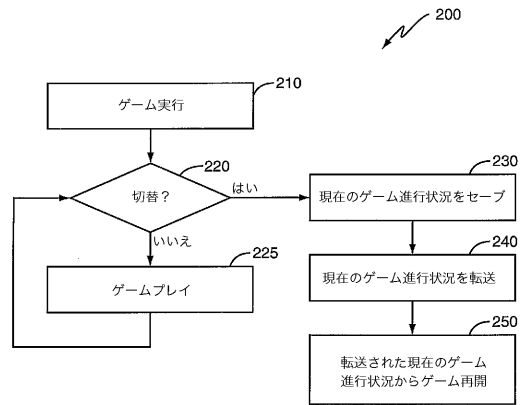 200
210
ゲーム実行
220
切替？
はい
いいえ
225
ゲームプレイ
230
現在のゲーム進行状況をセーブ
240
現在のゲーム進行状況を転送
250
転送された現在のゲーム
進行状況からゲーム再開